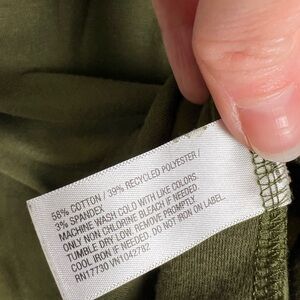 58% COTTON / 39% RECYCLED POLYESTER /
3% SPANDEX
MACHINE WASH COLD WITH LIKE COLORS.
ONLY NON CHLORINE BLEACH IF NEEDED.
TUMBLE DRY LOW. REMOVE PROMPTLY.
COOL IRON IF NEEDED. DO NOT IRON ON LABEL.
RN17730 VN1042782